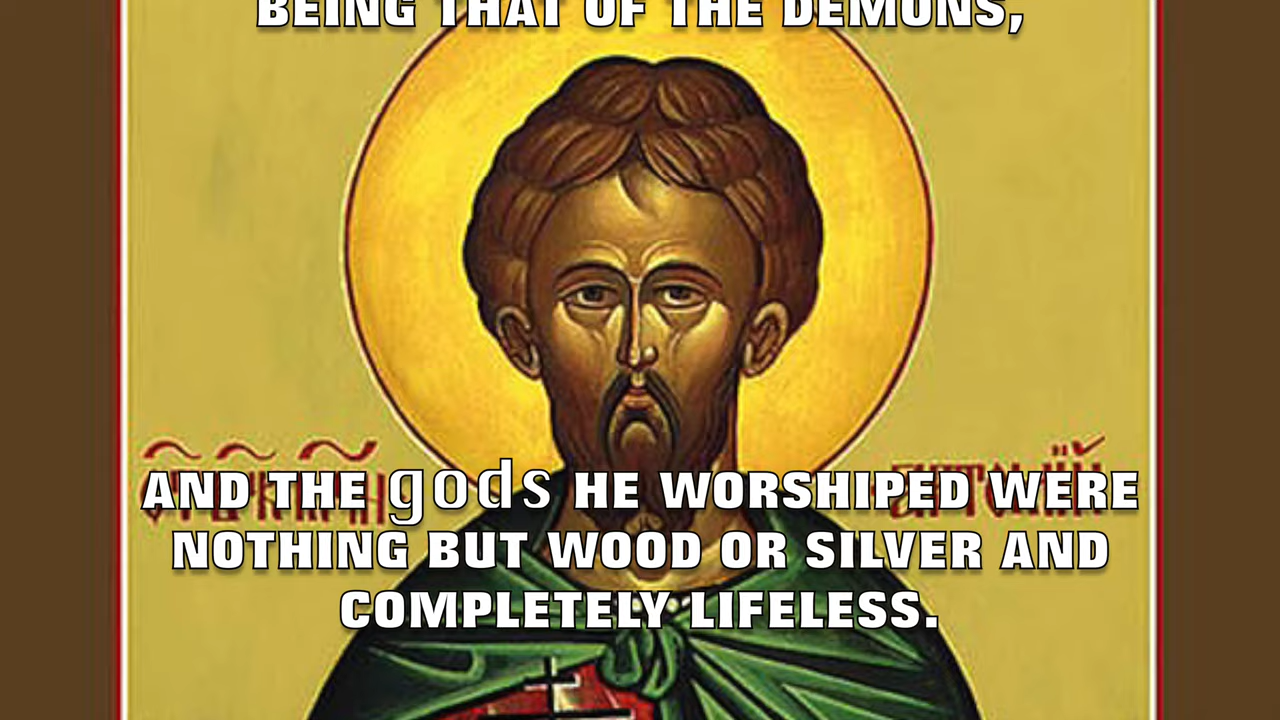 BEING THAT OF THE DEMONS,
AND THE gods HE WORSHIPED WERE
NOTHING BUT WOOD OR SILVER AND
COMPLETELY LIFELESS.